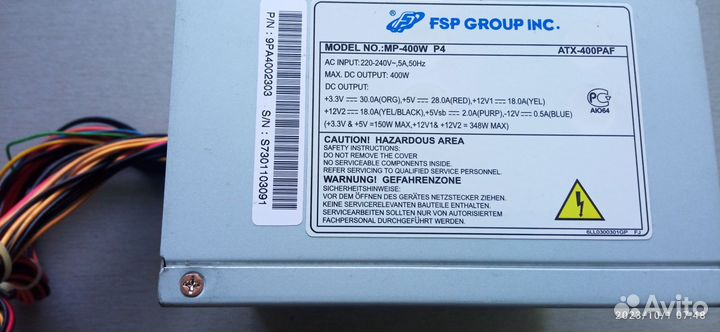 FSP GROUP INC.
MODEL NO.:MP-400W P4 ATX-400PAF
AC INPUT:220-240V~,5A,50Hz
MAX. DC OUTPUT: 400W
DC OUTPUT:
+3.3V ⎓ 30.0A(ORG),+5V ⎓ 28.0A(RED),+12V1 ⎓ 18.0A(YEL)
+12V2 ⎓ 18.0A(YEL/BLACK),+5Vsb ⎓ 2.0A(PURP),-12V ⎓ 0.5A(BLUE)
(+3.3V & +5V =150W MAX,+12V1& +12V2 = 348W MAX)
АЮ64
CAUTION! HAZARDOUS AREA
SAFETY INSTRUCTIONS:
DO NOT REMOVE THE COVER
NO SERVICEABLE COMPONENTS INSIDE.
REFER SERVICING TO QUALIFIED SERVICE PERSONNEL.
WARNUNG! GEFAHRENZONE
SICHERHEITSHINWEISE:
VOR DEM ÖFFNEN DES GERÄTES NETZSTECKER ZIEHEN.
KEINE SERVICERELEVANTEN BAUTEILE ENTHALTEN.
SERVICEARBEITEN SOLLTEN NUR VON AUTORISIERTEM
FACHPERSONAL DURCHGEFÜHRT WERDEN.
6LL0300301GP FJ
P/N : 9PA4002303
S/N : S7301103091
2023/10/1 07:48
Avito